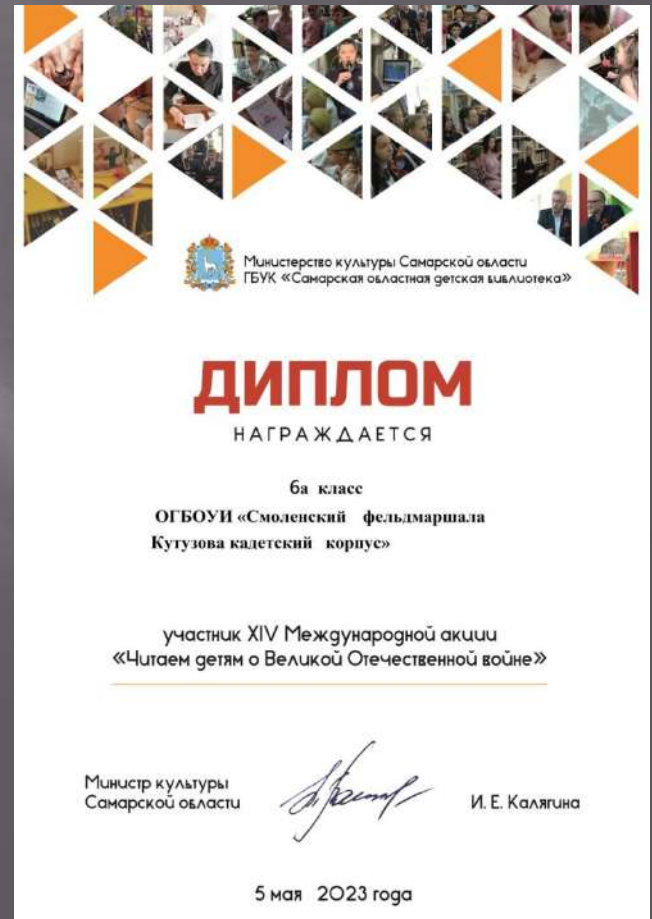 Министерство культуры Самарской области
ГБУК «Самарская областная детская библиотека»
ДИПЛОМ
НАГРАЖДАЕТСЯ
6а класс
ОГБОУИ «Смоленский фельдмаршала
Кутузова кадетский корпус»
участник XIV Международной акции
«Читаем детям о Великой Отечественной войне»
Министр культуры
Самарской области
И. Е. Калягина
5 мая 2023 года